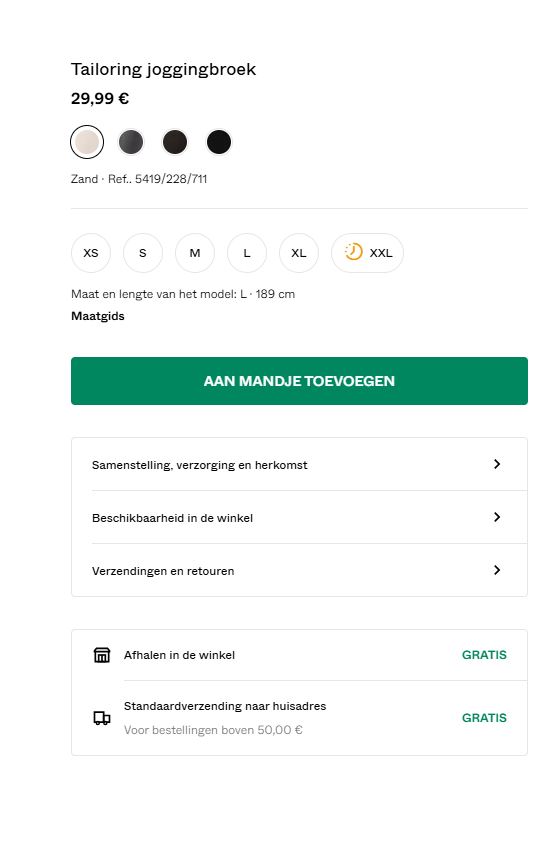 Tailoring joggingbroek
29,99 €
Zand · Ref.. 5419/228/711
XS S M L XL XXL
Maat en lengte van het model: L · 189 cm
Maatgids
AAN MANDJE TOEVOEGEN
Samenstelling, verzorging en herkomst
Beschikbaarheid in de winkel
Verzendingen en retouren
Afhalen in de winkel GRATIS
Standaardverzending naar huisadres
Voor bestellingen boven 50,00 € GRATIS